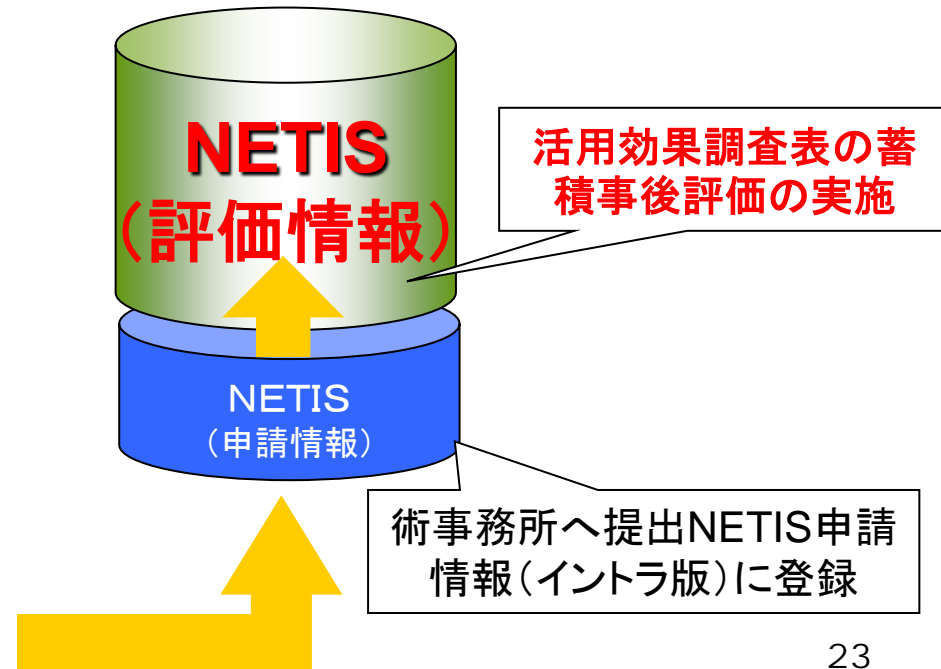 NETIS
（評価情報）
活用効果調査表の蓄
積事後評価の実施
NETIS
（申請情報）
術事務所へ提出NETIS申請
情報（イントラ版）に登録
23